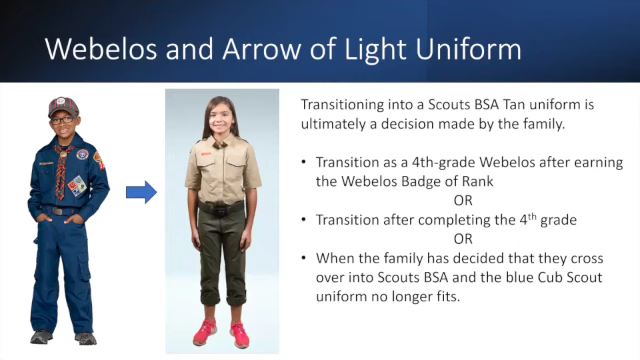 Webelos and Arrow of Light Uniform
Transitioning into a Scouts BSA Tan uniform is
ultimately a decision made by the family.
• Transition as a 4th-grade Webelos after earning
the Webelos Badge of Rank
OR
• Transition after completing the 4th grade
OR
• When the family has decided that they cross
over into Scouts BSA and the blue Cub Scout
uniform no longer fits.